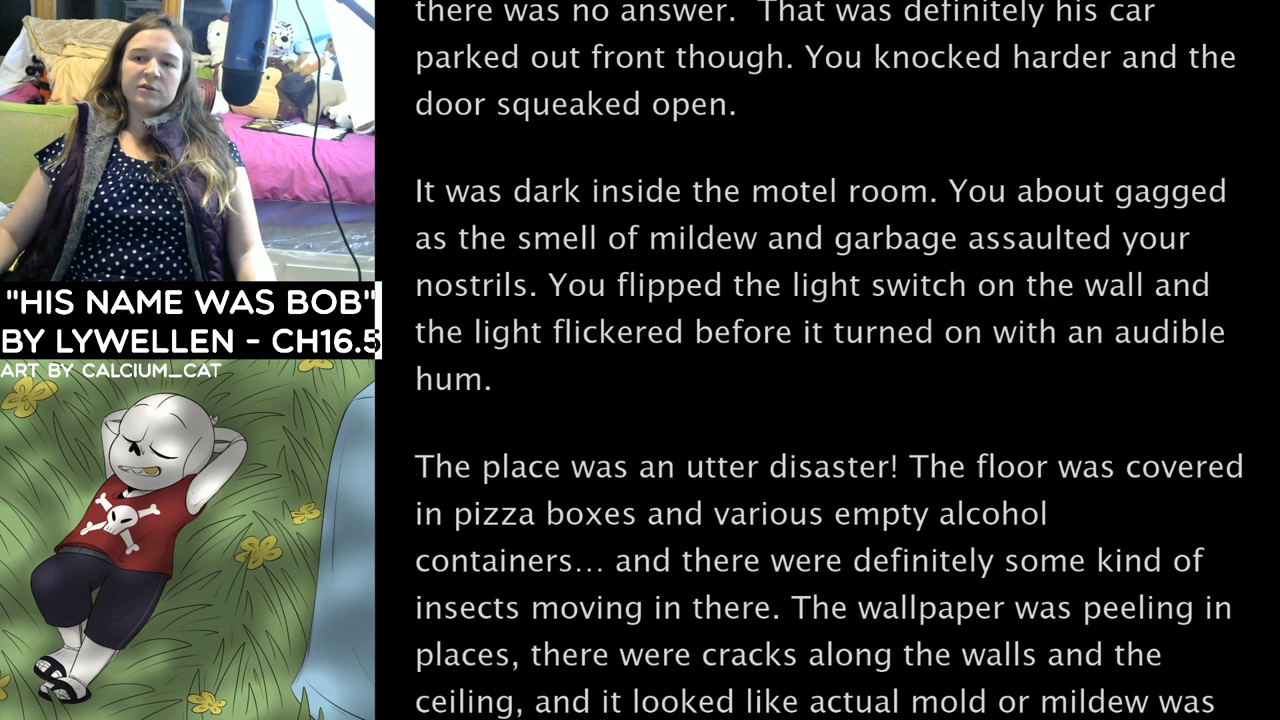 there was no answer.  That was definitely his car
parked out front though. You knocked harder and the
door squeaked open.
It was dark inside the motel room. You about gagged
as the smell of mildew and garbage assaulted your
nostrils. You flipped the light switch on the wall and
the light flickered before it turned on with an audible
hum.
The place was an utter disaster! The floor was covered
in pizza boxes and various empty alcohol
containers... and there were definitely some kind of
insects moving in there. The wallpaper was peeling in
places, there were cracks along the walls and the
ceiling, and it looked like actual mold or mildew was
"HIS NAME WAS BOB"
BY LYWELLEN - CH16.5
ART BY CALCIUM_CAT